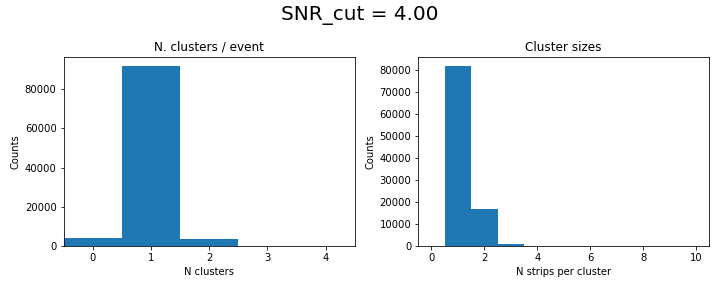 SNR_cut = 4.00
N. clusters / event
Counts
80000
60000
40000
20000
0
0 1 2 3 4
N clusters
Cluster sizes
Counts
80000
70000
60000
50000
40000
30000
20000
10000
0
0 2 4 6 8 10
N strips per cluster